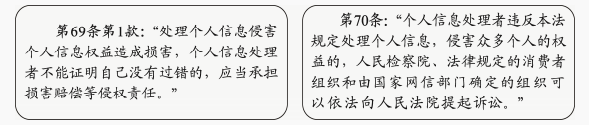 第69条第1款：“处理个人信息侵害
个人信息权益造成损害，个人信息处理
者不能证明自己没有过错的，应当承担
损害赔偿等侵权责任。”
第70条：“个人信息处理者违反本法
规定处理个人信息，侵害众多个人的权
益的，人民检察院、法律规定的消费者
组织和由国家网信部门确定的组织可
以依法向人民法院提起诉讼。”